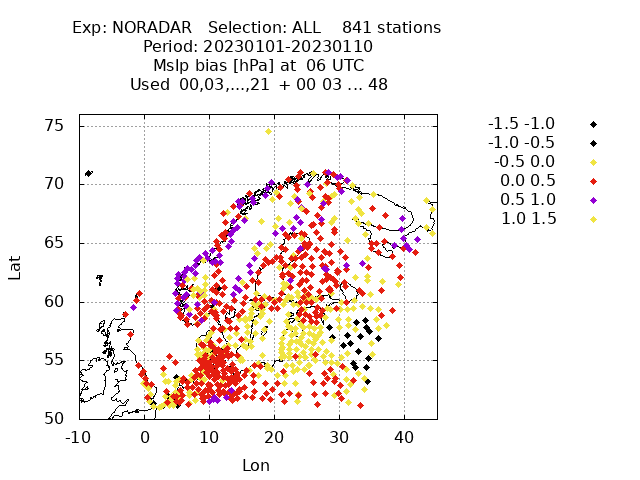 Exp: NORADAR   Selection: ALL    841 stations
Period: 20230101-20230110
Mslp bias [hPa] at  06 UTC
Used  00,03,...,21  + 00 03 ... 48
-1.5 -1.0
-1.0 -0.5
-0.5 0.0
0.0 0.5
0.5 1.0
1.0 1.5
75
70
65
60
55
50
Lat
-10 0 10 20 30 40
Lon